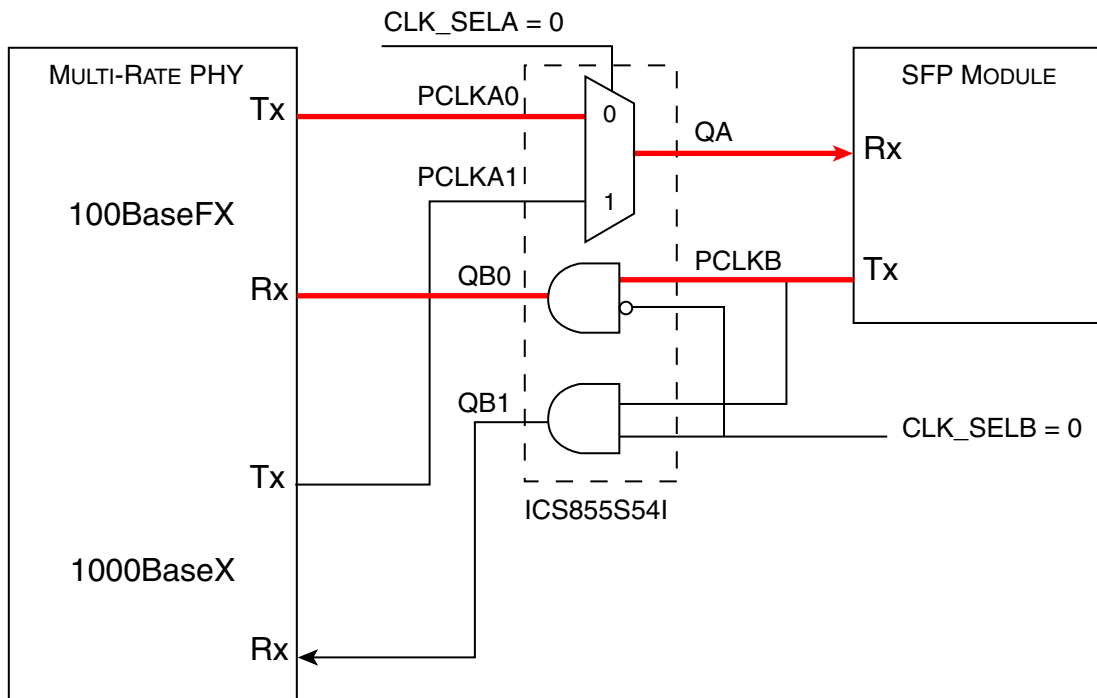 CLK_SELA = 0
MULTI-RATE PHY
SFP MODULE
Tx
PCLKA0
0
QA
Rx
PCLKA1
1
100BaseFX
PCLKB
Tx
Rx
QB0
QB1
CLK_SELB = 0
Tx
ICS855S54I
1000BaseX
Rx